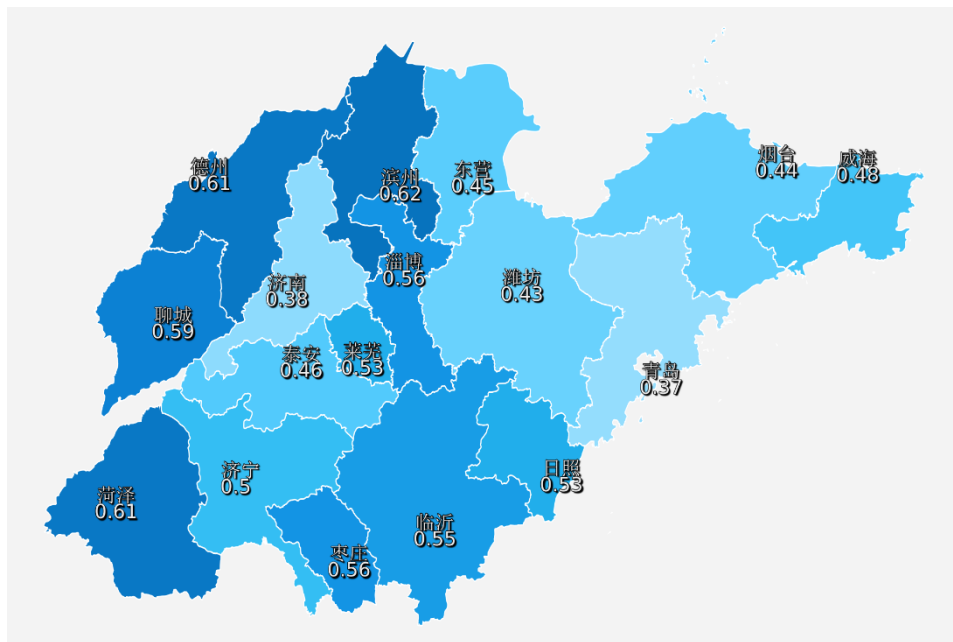 烟台
0.44
威海
0.48
德州
0.61
东营
0.45
滨州
0.62
淄博
0.56
济南
0.38
潍坊
0.43
聊城
0.59
泰安
0.46
莱芜
0.53
青岛
0.37
济宁
0.5
日照
0.53
菏泽
0.61
临沂
0.55
枣庄
0.56